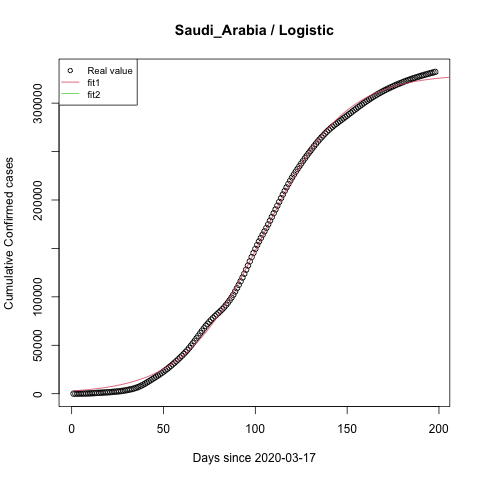 Saudi_Arabia / Logistic
Real value
fit1
fit2
Cumulative Confirmed cases
300000
200000
100000
50000
0
0 50 100 150 200
Days since 2020-03-17